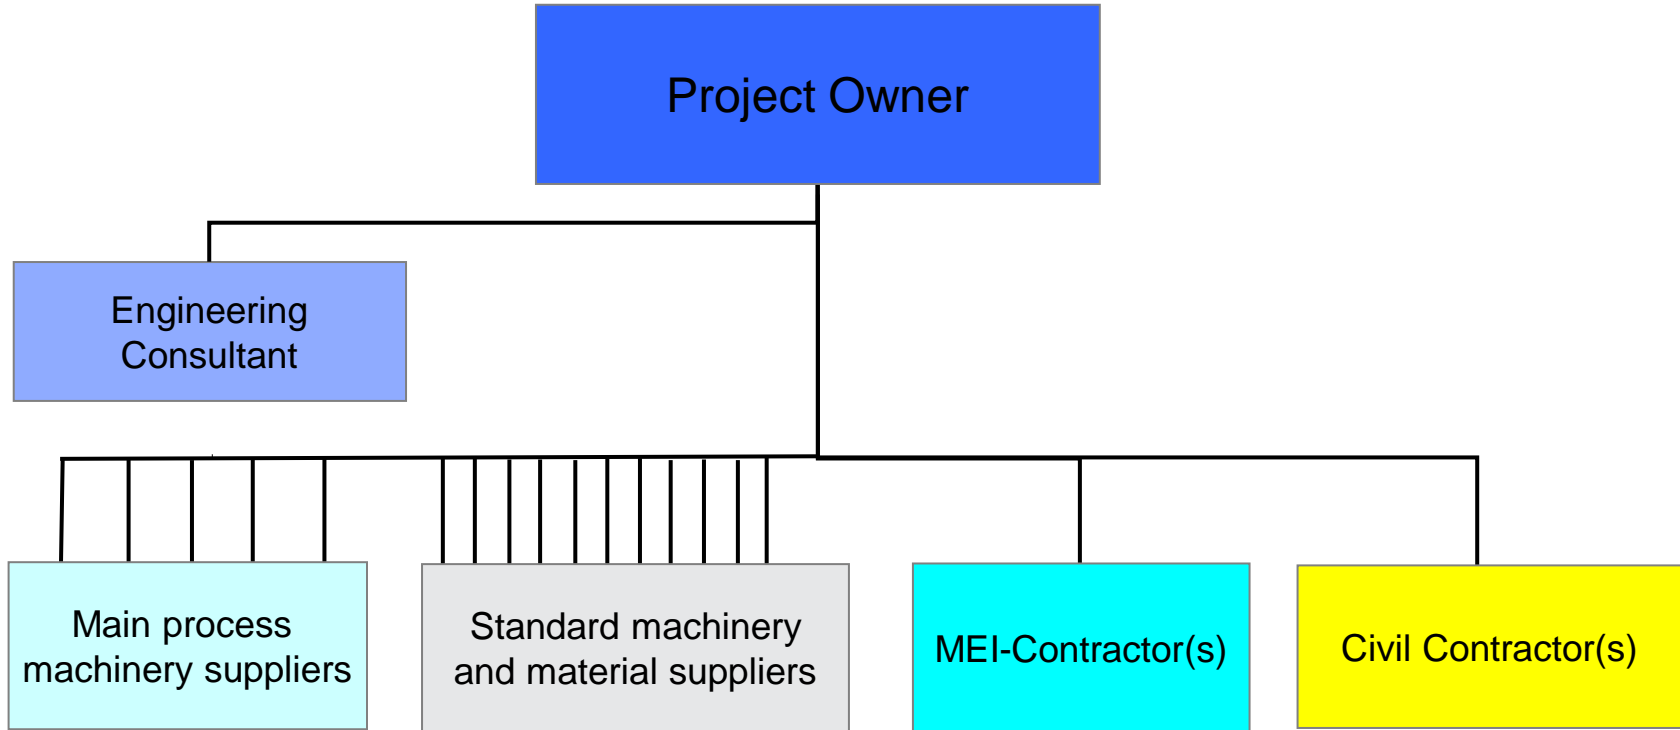 Project Owner
Engineering
Consultant
Main process
machinery suppliers
Standard machinery
and material suppliers
MEI-Contractor(s)
Civil Contractor(s)